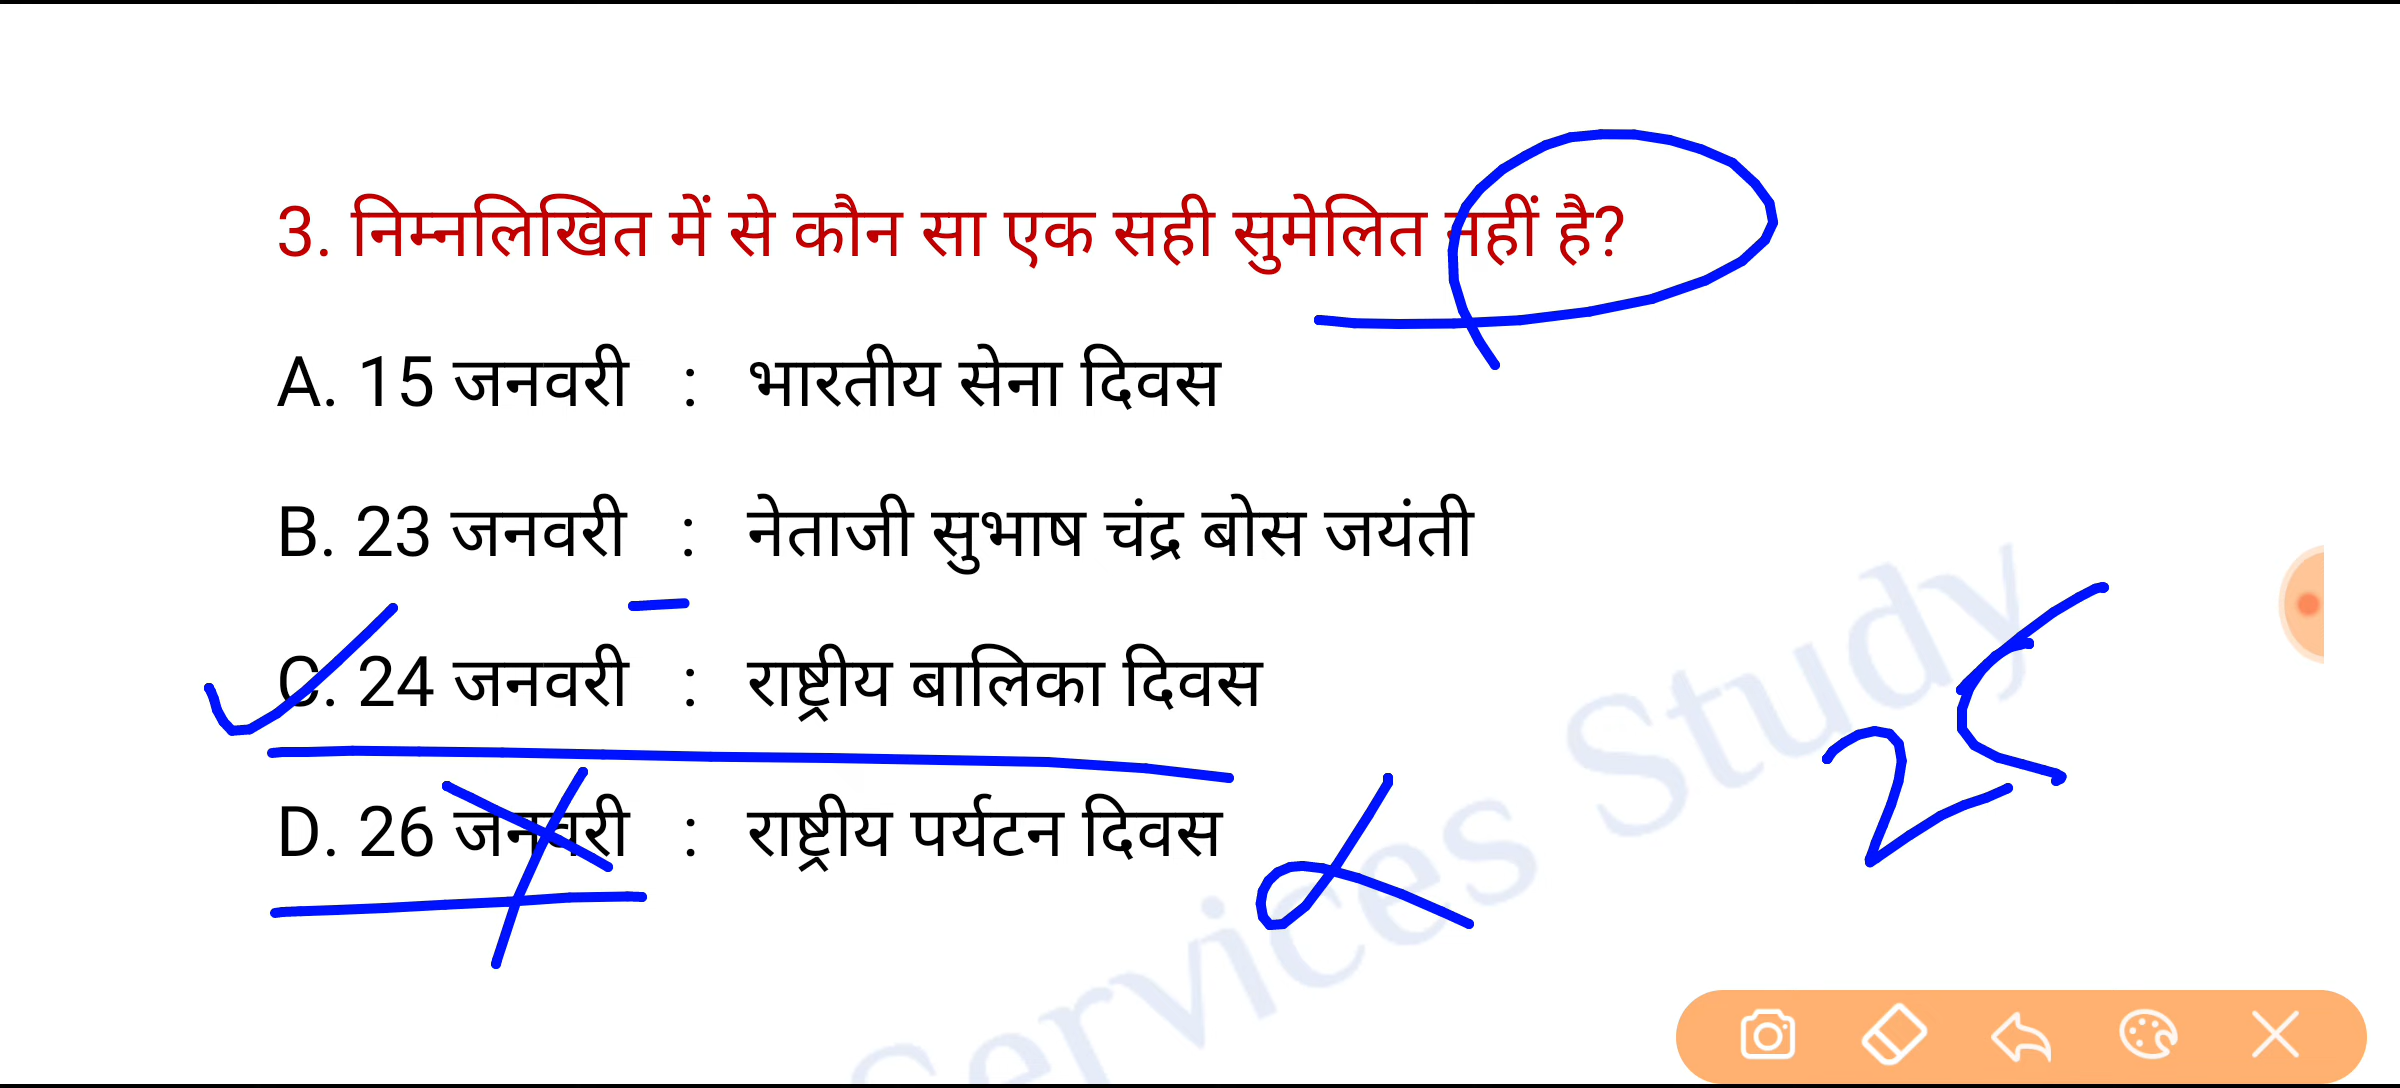 3. निम्नलिखित में से कौन सा एक सही सुमेलित नहीं है?
A. 15 जनवरी : भारतीय सेना दिवस
B. 23 जनवरी : नेताजी सुभाष चंद्र बोस जयंती
C. 24 जनवरी : राष्ट्रीय बालिका दिवस
D. 26 जनवरी : राष्ट्रीय पर्यटन दिवस
25
Services Study